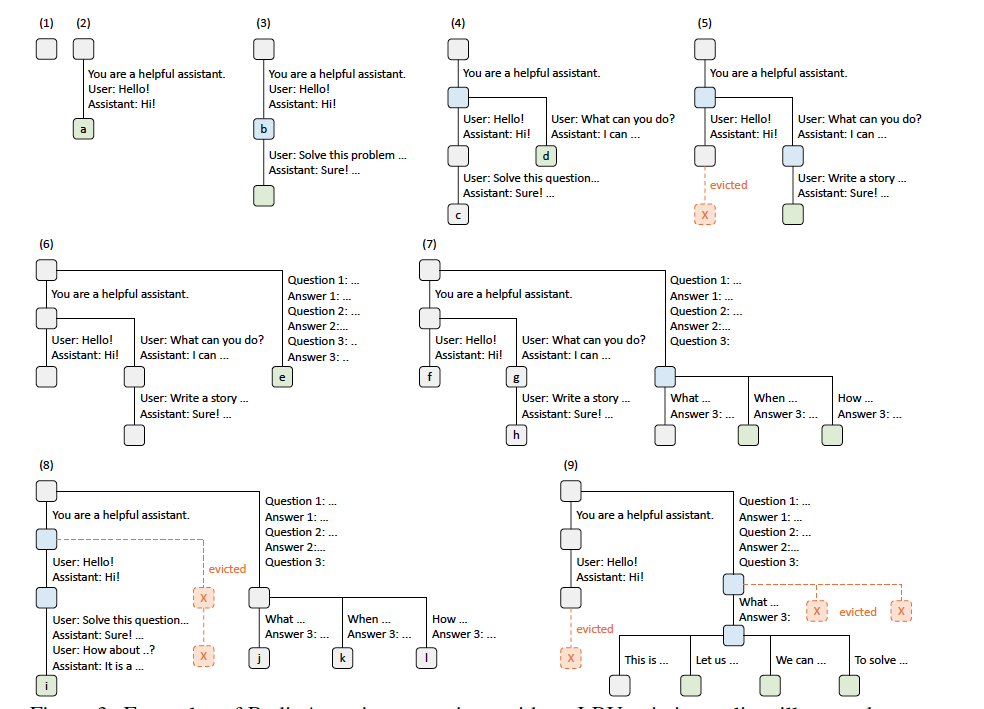 (1)
(2)
You are a helpful assistant.
User: Hello!
Assistant: Hi!
a
(3)
You are a helpful assistant.
User: Hello!
Assistant: Hi!
b
User: Solve this problem ...
Assistant: Sure! ...
(4)
You are a helpful assistant.
User: Hello!
Assistant: Hi!
User: What can you do?
Assistant: I can ...
d
User: Solve this question...
Assistant: Sure! ...
c
(5)
You are a helpful assistant.
User: Hello!
Assistant: Hi!
User: What can you do?
Assistant: I can ...
evicted
X
User: Write a story ...
Assistant: Sure! ...
(6)
You are a helpful assistant.
User: Hello!
Assistant: Hi!
User: What can you do?
Assistant: I can ...
User: Write a story ...
Assistant: Sure! ...
Question 1: ...
Answer 1: ...
Question 2: ...
Answer 2:...
Question 3: ..
Answer 3: ..
e
(7)
You are a helpful assistant.
User: Hello!
Assistant: Hi!
f
User: What can you do?
Assistant: I can ...
g
User: Write a story ...
Assistant: Sure! ...
h
Question 1: ...
Answer 1: ...
Question 2: ...
Answer 2:...
Question 3:
What ...
Answer 3: ...
When ...
Answer 3: ...
How ...
Answer 3: ...
(8)
You are a helpful assistant.
User: Hello!
Assistant: Hi!
User: Solve this question...
Assistant: Sure! ...
User: How about ..?
Assistant: It is a ...
i
evicted
X
X
Question 1: ...
Answer 1: ...
Question 2: ...
Answer 2:...
Question 3:
What ...
Answer 3: ...
j
When ...
Answer 3: ...
k
How ...
Answer 3: ...
l
(9)
You are a helpful assistant.
User: Hello!
Assistant: Hi!
evicted
X
Question 1: ...
Answer 1: ...
Question 2: ...
Answer 2:...
Question 3:
X
evicted
X
What ...
Answer 3:
This is ...
Let us ...
We can ...
To solve ...